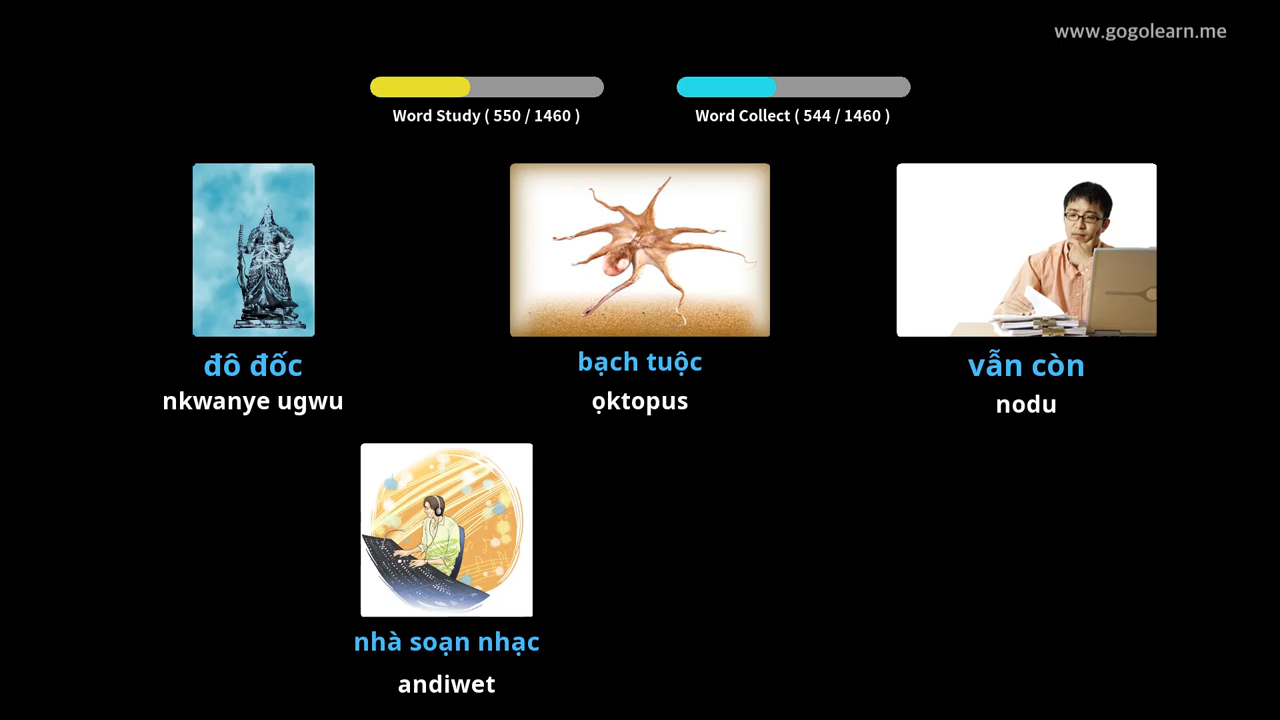 www.gogolearn.me
Word Study ( 550 / 1460 )
Word Collect ( 544 / 1460 )
đô đốc
nkwanye ugwu
bạch tuộc
ọktopus
vẫn còn
nodu
nhà soạn nhạc
andiwet